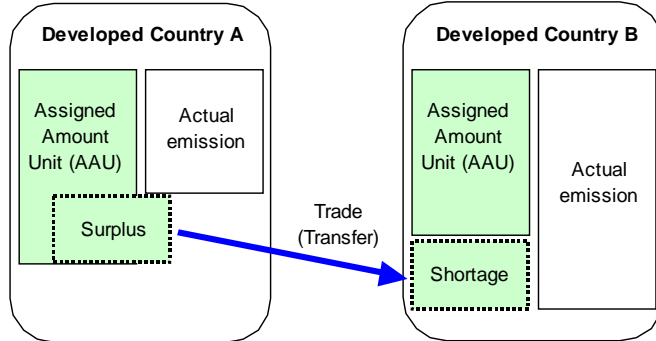 Developed Country A
Assigned
Amount
Unit (AAU)
Actual
emission
Surplus
Trade
(Transfer)
Developed Country B
Assigned
Amount
Unit (AAU)
Actual
emission
Shortage